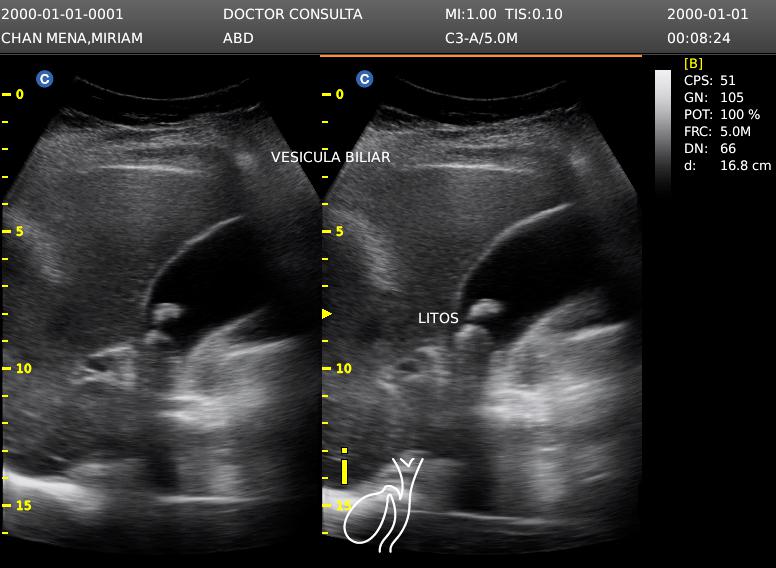 2000-01-01-0001 DOCTOR CONSULTA MI:1.00 TIS:0.10 2000-01-01
CHAN MENA,MIRIAM ABD C3-A/5.0M 00:08:24
[B]
CPS: 51
GN: 105
POT: 100 %
FRC: 5.0M
DN: 66
d: 16.8 cm
C C
0 0
VESICULA BILIAR
5 5
LITOS
10 10
15 15